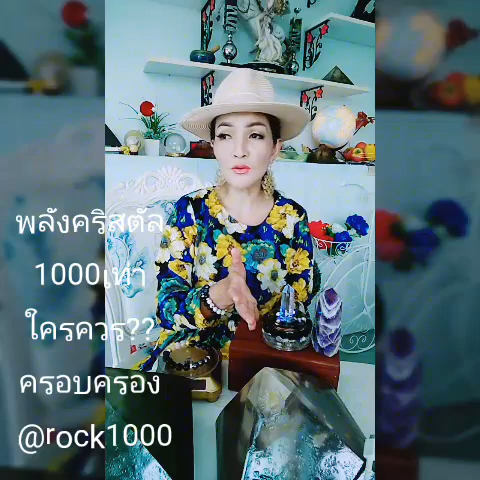 พลังคริสตัล
1000เท่า
ใครควร??
ครอบครอง
@rock1000